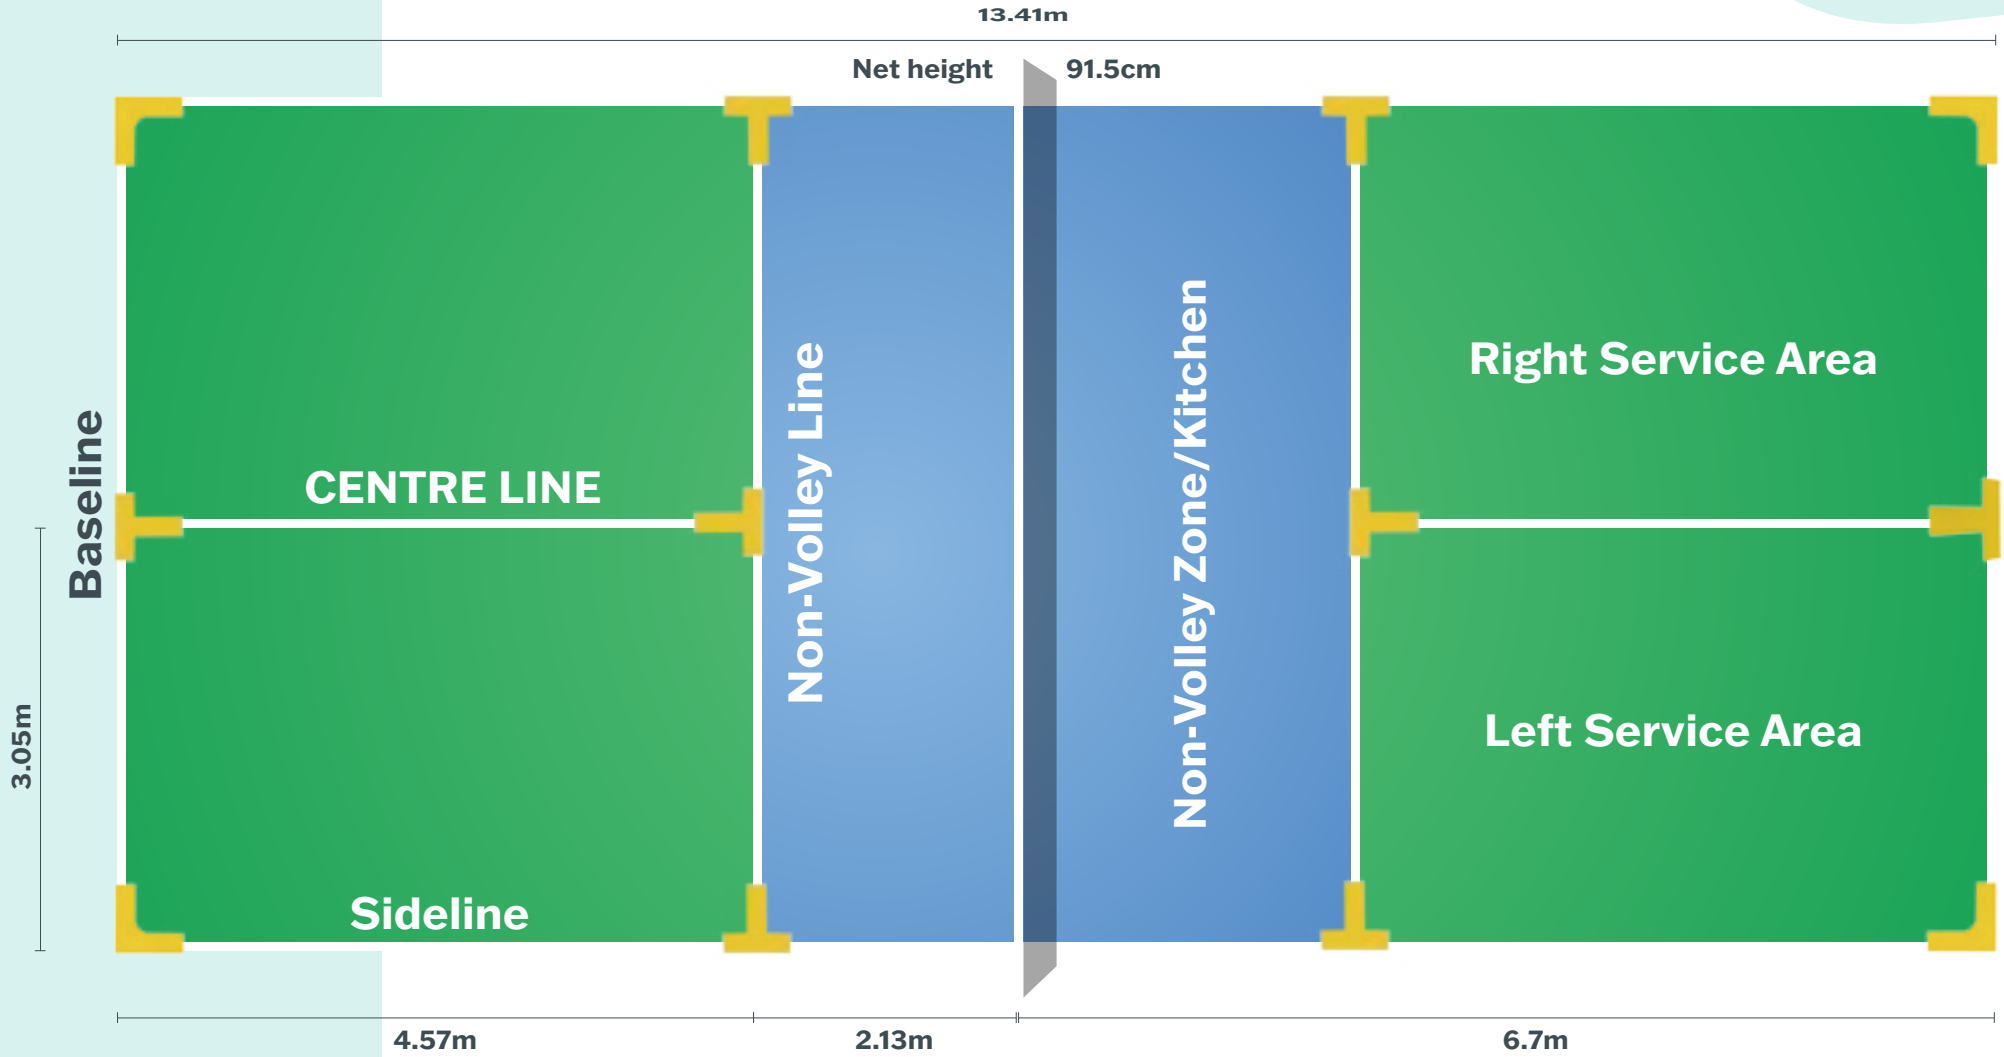 13.41m
Net height
91.5cm
Baseline
CENTRE LINE
Non-Volley Line
Non-Volley Zone/Kitchen
Right Service Area
Left Service Area
3.05m
Sideline
4.57m
2.13m
6.7m